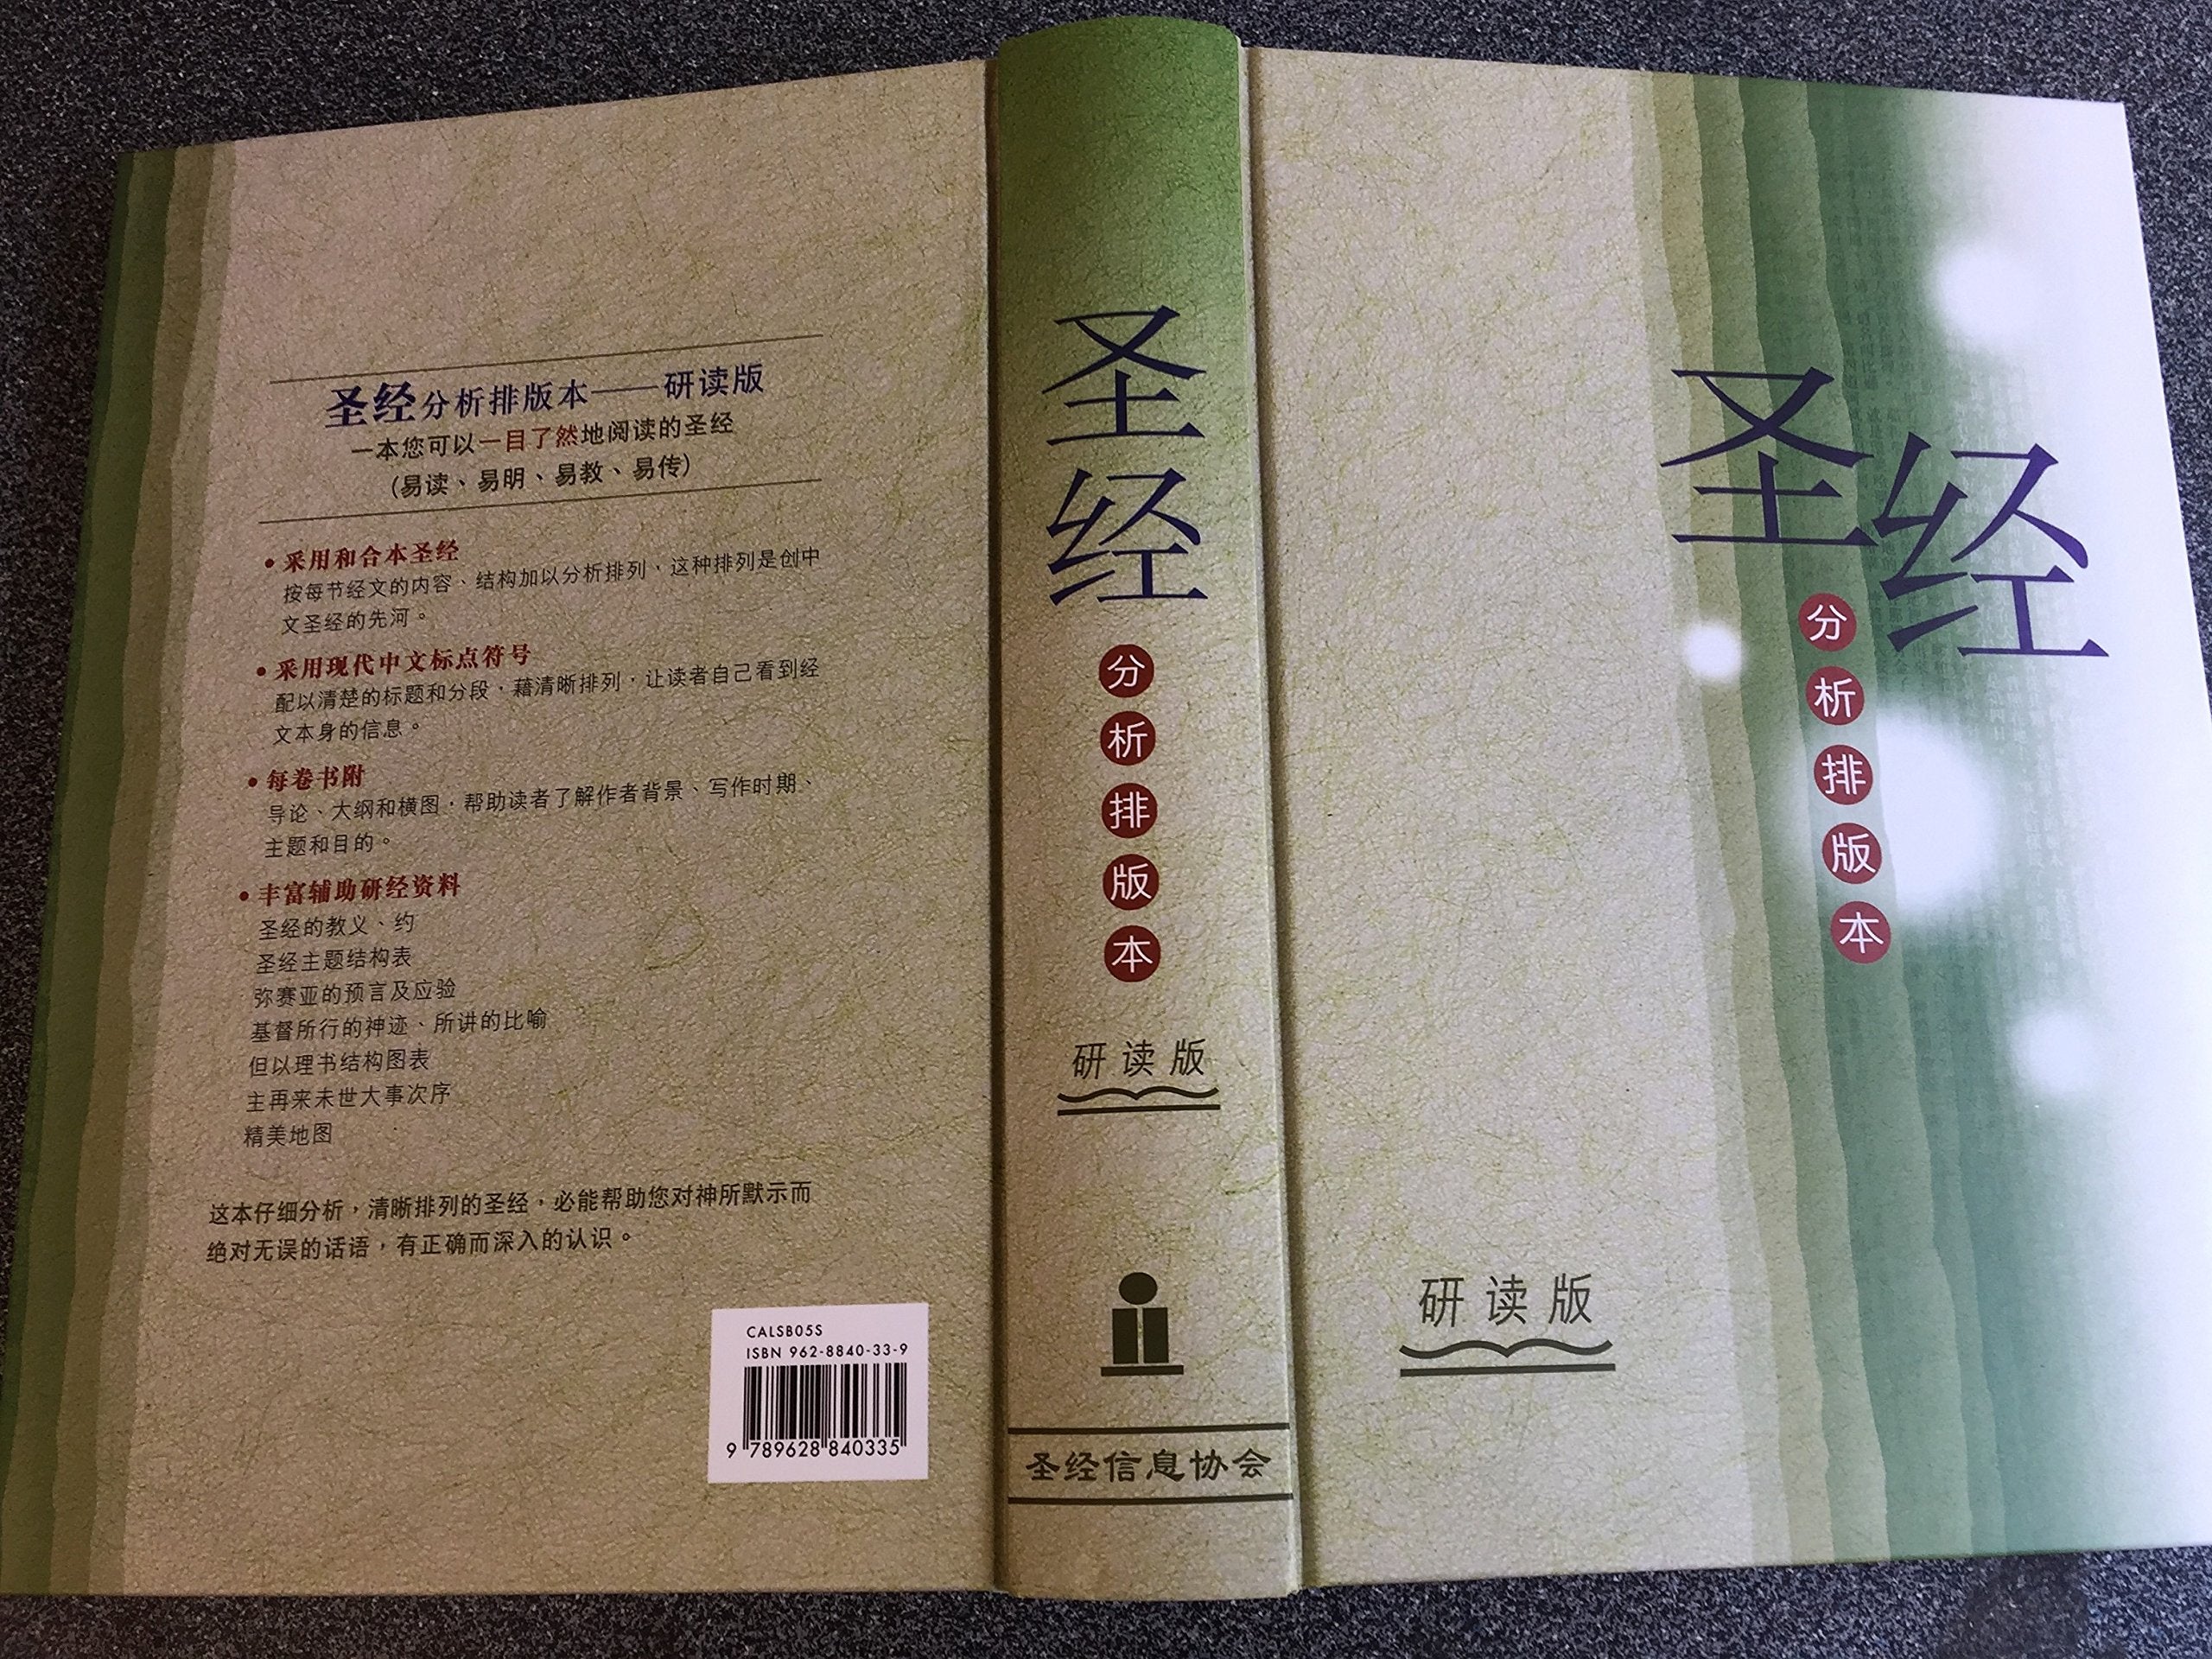 圣经分析排版本——研读版
一本您可以一目了然地阅读的圣经
(易读、易明、易教、易传)
• 采用和合本圣经
按每节经文的内容、结构加以分析排列，这种排列是创中
文圣经的先河。
• 采用现代中文标点符号
配以清楚的标题和分段，藉清晰排列，让读者自己看到经
文本身的信息。
• 每卷书附
导论、大纲和横图，帮助读者了解作者背景、写作时期、
主题和目的。
• 丰富辅助研经资料
圣经的教义、约
圣经主题结构表
弥赛亚的预言及应验
基督所行的神迹、所讲的比喻
但以理书结构图表
主再来末世大事次序
精美地图
这本仔细分析，清晰排列的圣经，必能帮助您对神所默示而
绝对无误的话语，有正确而深入的认识。
CALSB05S
ISBN 962-8840-33-9
9 789628 840335
圣经
分析排版本
研读版
圣经信息协会
圣经
分析排版本
研读版